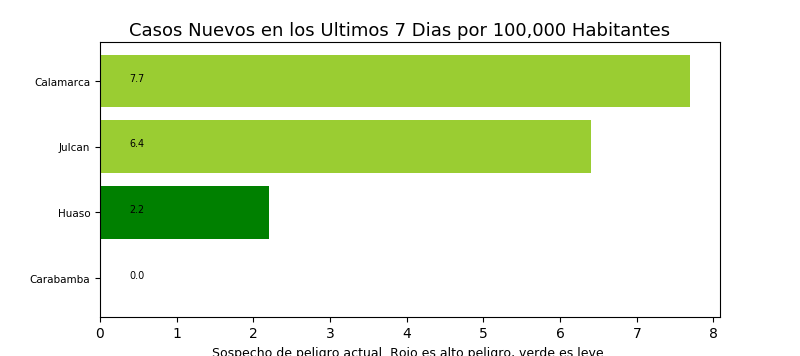 Casos Nuevos en los Ultimos 7 Dias por 100,000 Habitantes
Calamarca 7.7
Julcan 6.4
Huaso 2.2
Carabamba 0.0
0 1 2 3 4 5 6 7 8
Sospecho de peligro actual. Rojo es alto peligro, verde es leve